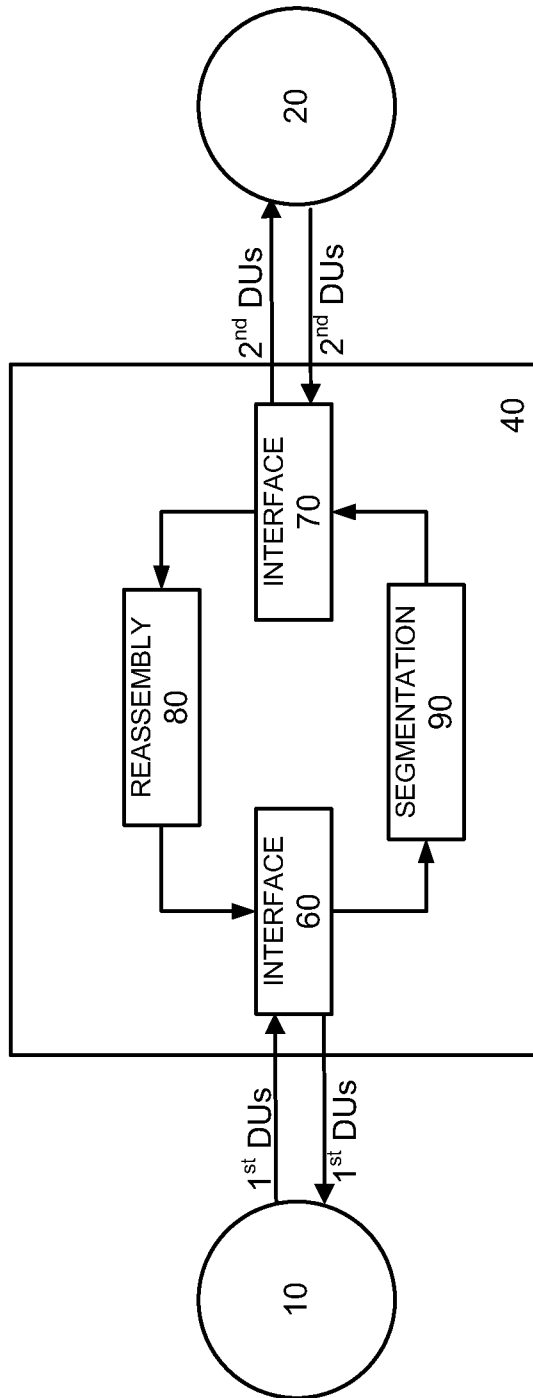 10
1st DUs
1st DUs
INTERFACE
60
REASSEMBLY
80
SEGMENTATION
90
INTERFACE
70
40
2nd DUs
2nd DUs
20